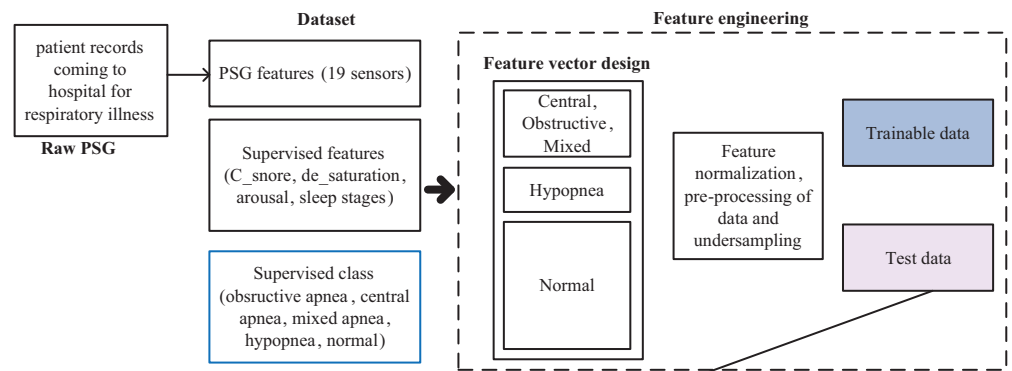 Dataset
Feature engineering
patient records
coming to
hospital for
respiratory illness
Raw PSG
PSG features (19 sensors)
Supervised features
(C_snore, de_saturation,
arousal, sleep stages)
Supervised class
(obsructive apnea, central
apnea, mixed apnea,
hypopnea, normal)
Feature vector design
Central,
Obstructive,
Mixed
Hypopnea
Normal
Feature
normalization,
pre-processing of
data and
undersampling
Trainable data
Test data